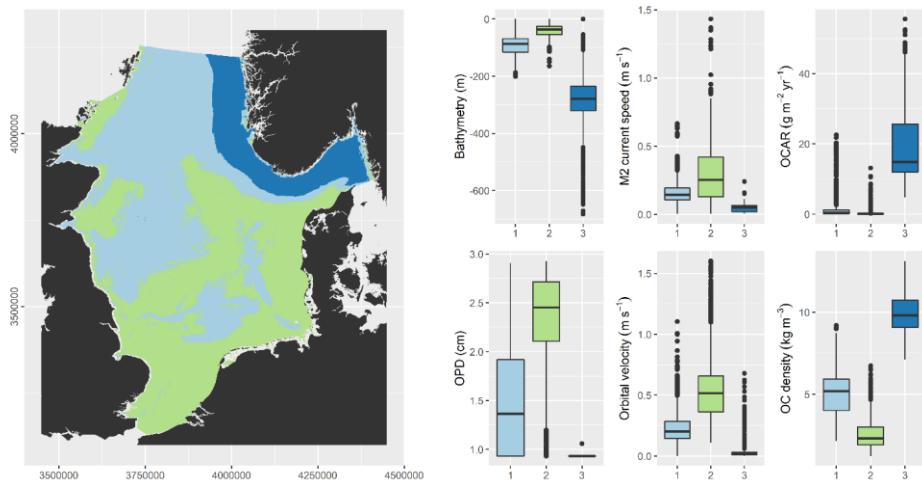 4000000
3500000
3500000 3750000 4000000 4250000 4500000
Bathymetry (m)
0
-200
-400
-600
1 2 3
M2 current speed (m s⁻¹)
1.5
1.0
0.5
0.0
1 2 3
OCAR (g m⁻² yr⁻¹)
40
20
0
1 2 3
OPD (cm)
3.0
2.5
2.0
1.5
1.0
1 2 3
Orbital velocity (m s⁻¹)
1.5
1.0
0.5
0.0
1 2 3
OC density (kg m⁻³)
10
5
1 2 3